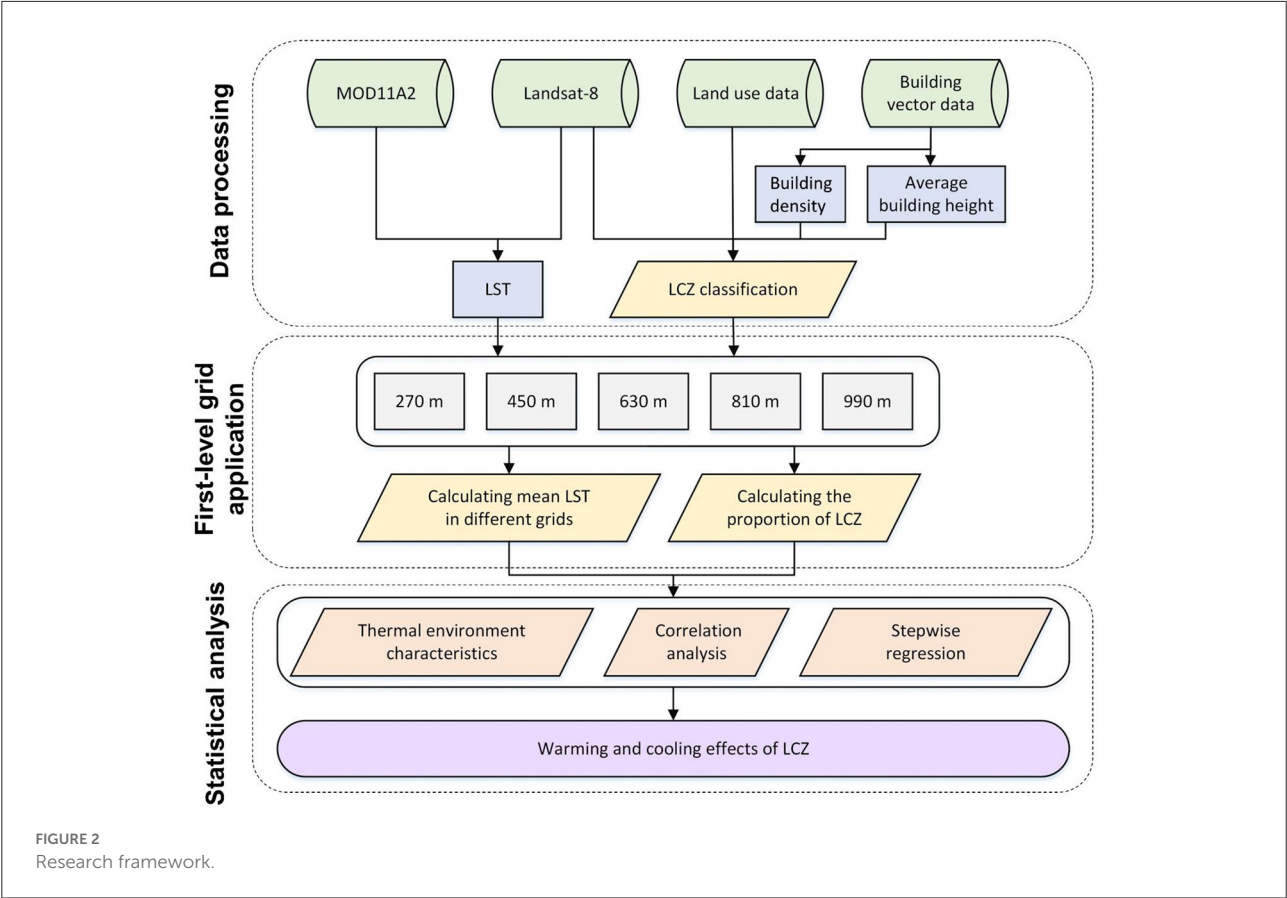 Data processing
MOD11A2
Landsat-8
Land use data
Building
vector data
Building
density
Average
building height
LST
LCZ classification
First-level grid
application
270 m
450 m
630 m
810 m
990 m
Calculating mean LST
in different grids
Calculating the
proportion of LCZ
Statistical analysis
Thermal environment
characteristics
Correlation
analysis
Stepwise
regression
Warming and cooling effects of LCZ
FIGURE 2
Research framework.